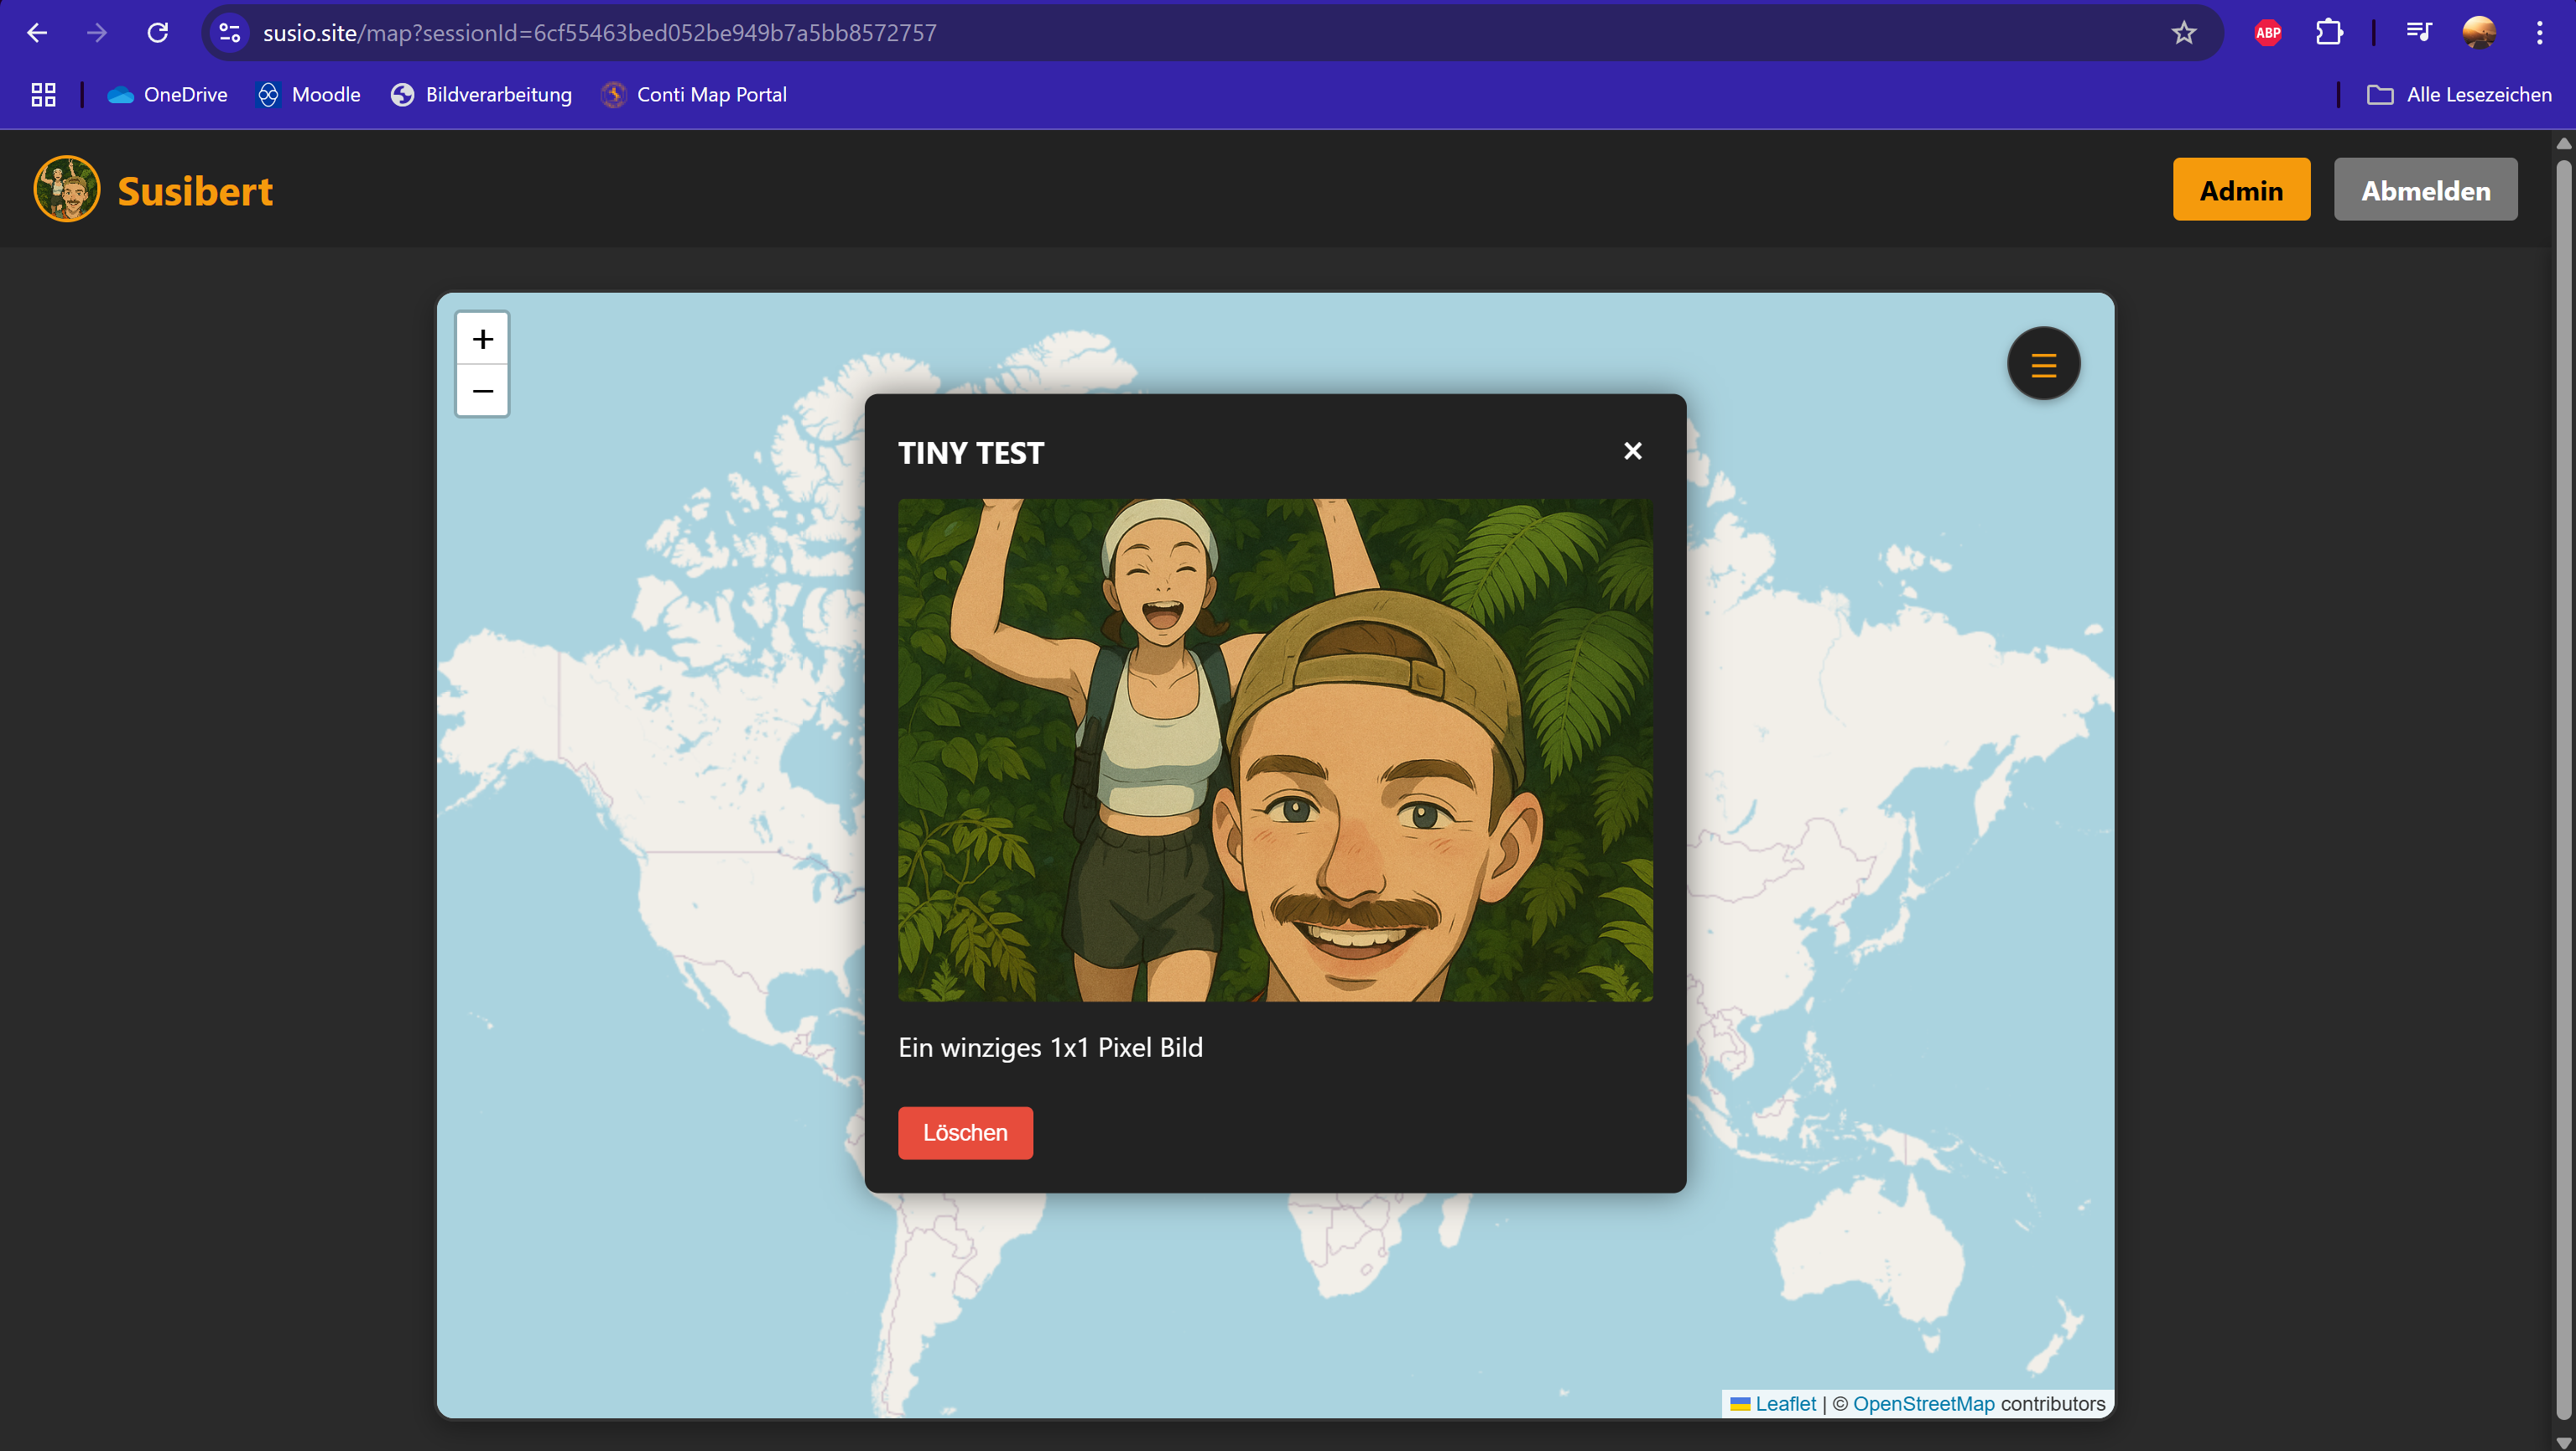 susio.site/map?sessionId=6cf55463bed052be949b7a5bb8572757
ABP
OneDrive
Moodle
Bildverarbeitung
Conti Map Portal
Alle Lesezeichen
Susibert
Admin
Abmelden
+
−
TINY TEST
×
Ein winziges 1x1 Pixel Bild
Löschen
Leaflet | © OpenStreetMap contributors